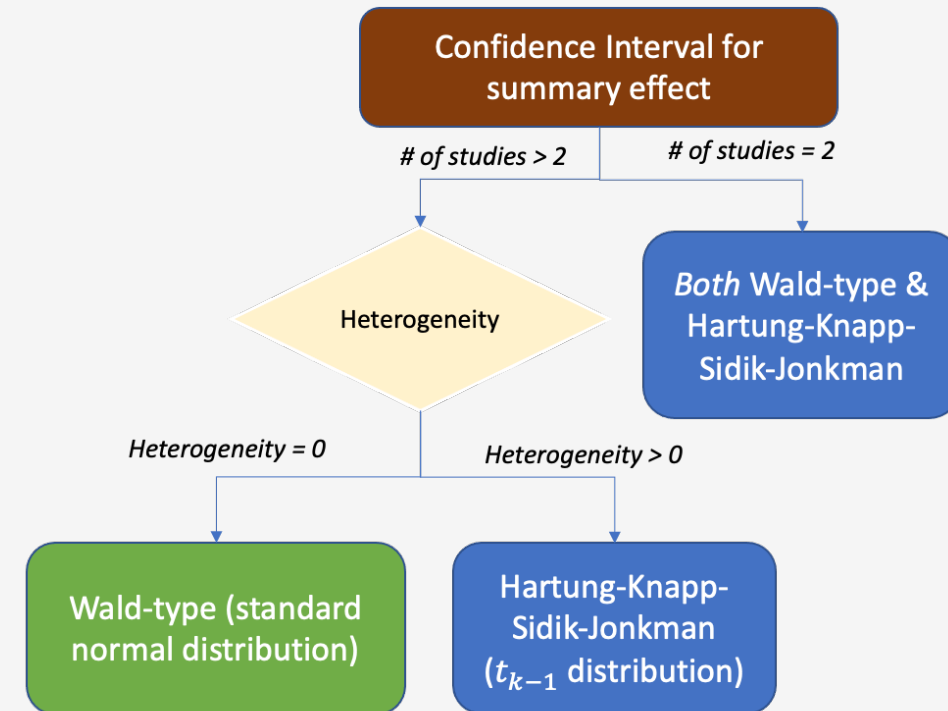 Confidence Interval for
summary effect
# of studies > 2
# of studies = 2
Heterogeneity
Both Wald-type &
Hartung-Knapp-
Sidik-Jonkman
Heterogeneity = 0
Heterogeneity > 0
Wald-type (standard
normal distribution)
Hartung-Knapp-
Sidik-Jonkman
(tₖ₋₁ distribution)